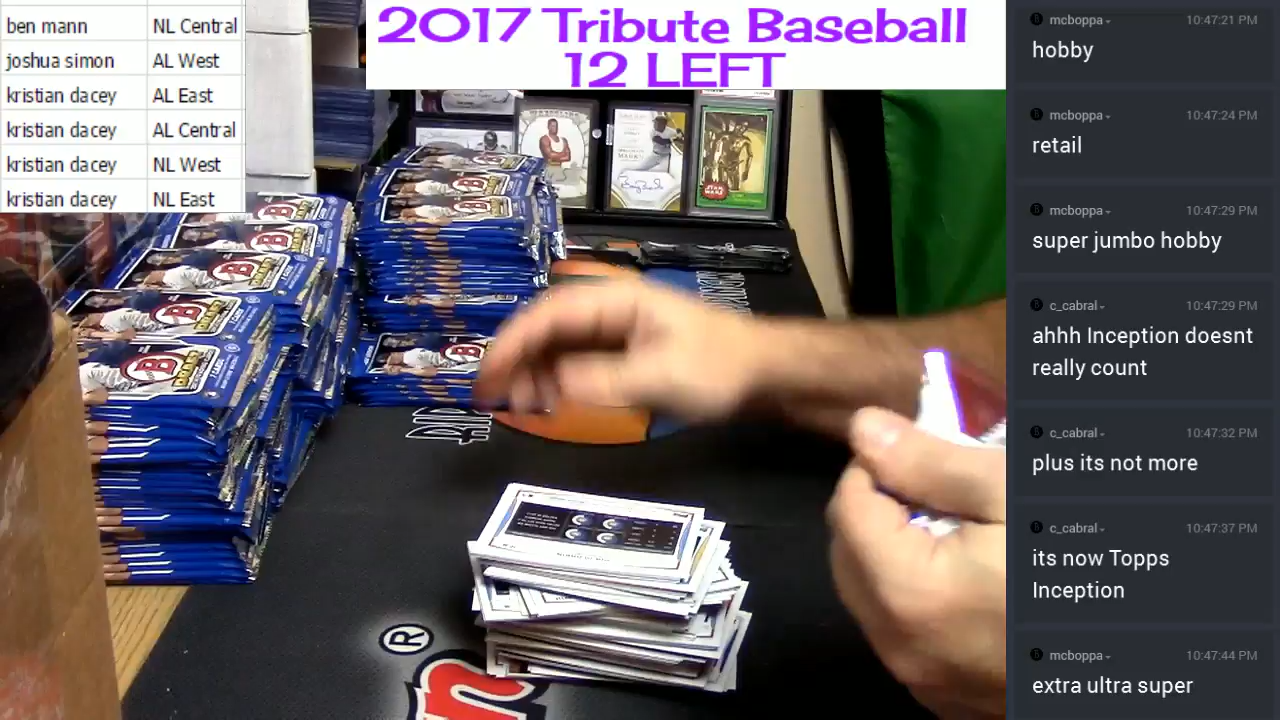 ben mann NL Central
joshua simon AL West
kristian dacey AL East
kristian dacey AL Central
kristian dacey NL West
kristian dacey NL East
2017 Tribute Baseball
12 LEFT
mcboppa 10:47:21 PM
hobby
mcboppa 10:47:24 PM
retail
mcboppa 10:47:29 PM
super jumbo hobby
c_cabral 10:47:29 PM
ahhh Inception doesnt
really count
c_cabral 10:47:32 PM
plus its not more
c_cabral 10:47:37 PM
its now Topps
Inception
mcboppa 10:47:44 PM
extra ultra super
STAR
WARS
B
DRAFT
RIP
®